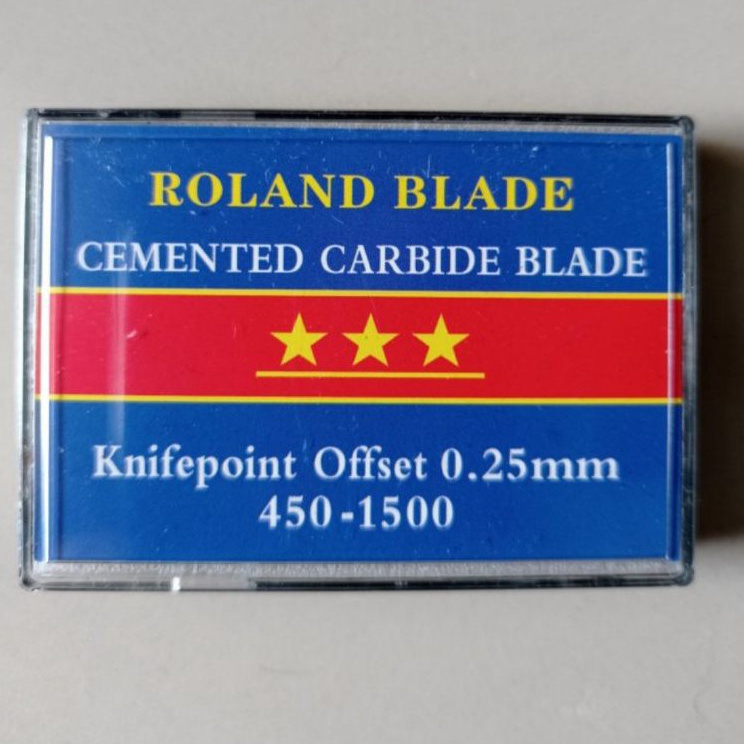 ROLAND BLADE
CEMENTED CARBIDE BLADE
Knifepoint Offset 0.25mm
450-1500